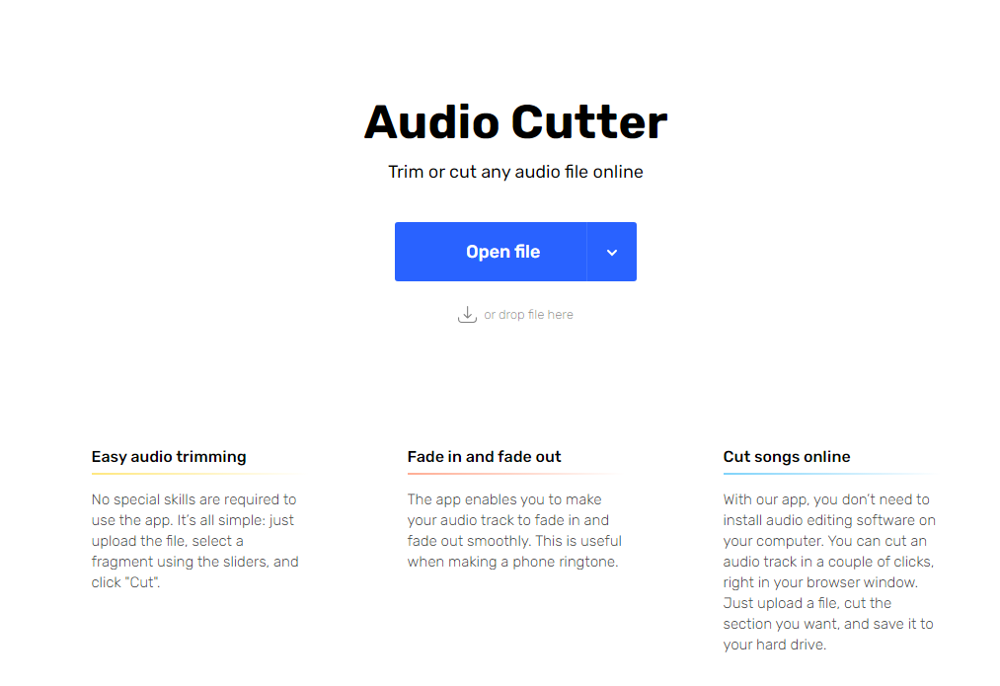 Audio Cutter
Trim or cut any audio file online
Open file
or drop file here
Easy audio trimming
No special skills are required to
use the app. It’s all simple: just
upload the file, select a
fragment using the sliders, and
click "Cut".
Fade in and fade out
The app enables you to make
your audio track to fade in and
fade out smoothly. This is useful
when making a phone ringtone.
Cut songs online
With our app, you don’t need to
install audio editing software on
your computer. You can cut an
audio track in a couple of clicks,
right in your browser window.
Just upload a file, cut the
section you want, and save it to
your hard drive.